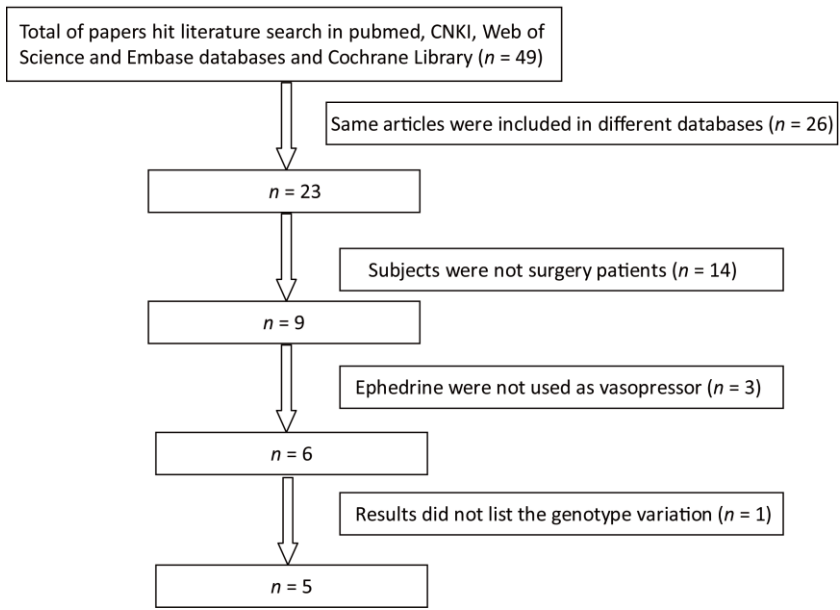 Total of papers hit literature search in pubmed, CNKI, Web of
Science and Embase databases and Cochrane Library (n = 49)
Same articles were included in different databases (n = 26)
n = 23
Subjects were not surgery patients (n = 14)
n = 9
Ephedrine were not used as vasopressor (n = 3)
n = 6
Results did not list the genotype variation (n = 1)
n = 5